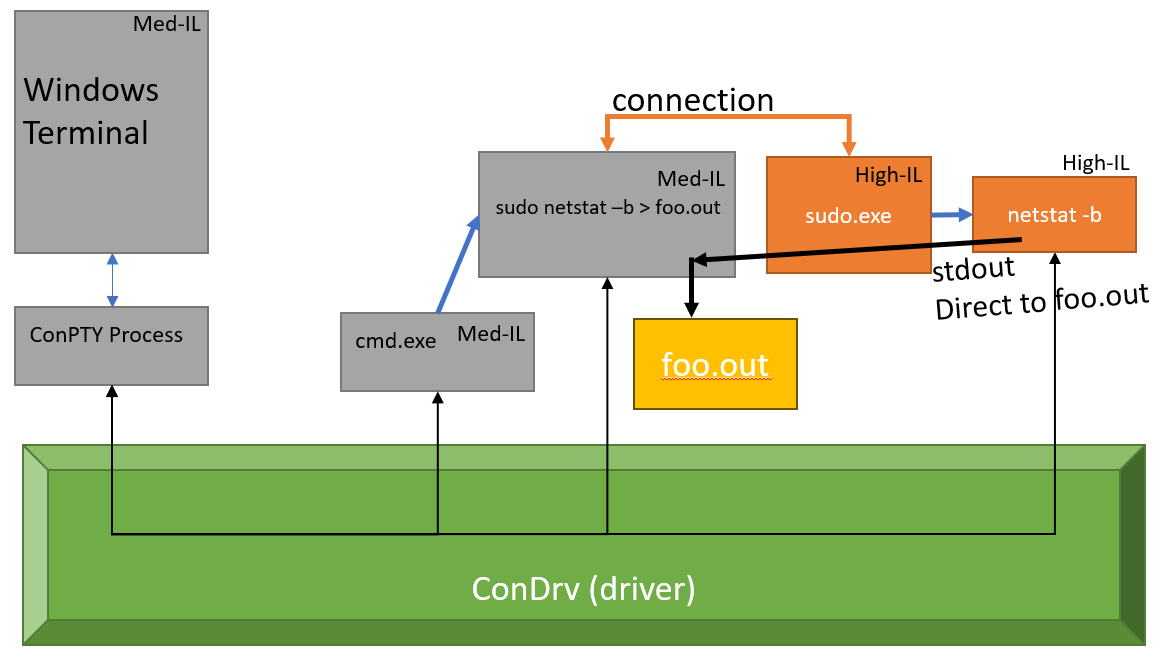 Med-IL
Windows
Terminal
ConPTY Process
cmd.exe
Med-IL
connection
Med-IL
sudo netstat –b > foo.out
High-IL
sudo.exe
High-IL
netstat -b
stdout
Direct to foo.out
foo.out
ConDrv (driver)